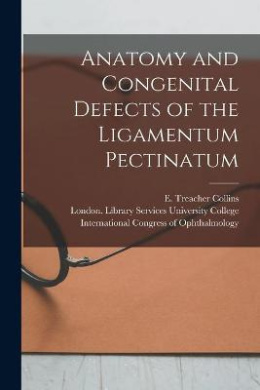 Anatomy and
Congenital
Defects of the
Ligamentum
Pectinatum
E. Treacher Collins
London. Library Services University College
International Congress of Ophthalmology